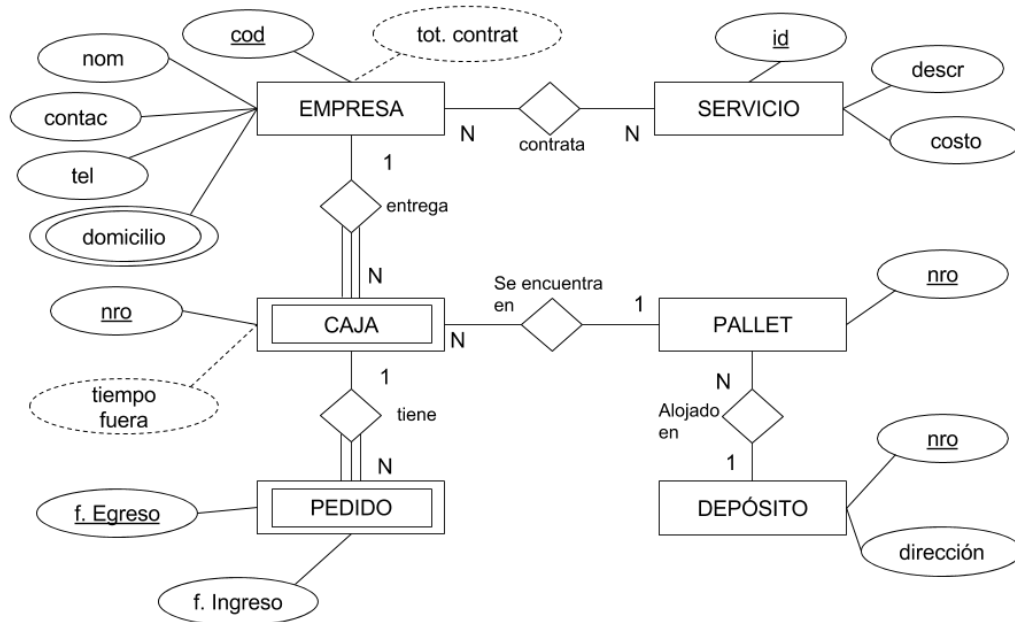 cod
tot. contrat
id
nom
descr
EMPRESA
SERVICIO
contac
N
N
contrata
costo
tel
1
entrega
domicilio
N
Se encuentra
en
nro
nro
CAJA
N
1
PALLET
tiempo
fuera
1
tiene
N
Alojado
en
nro
N
1
f. Egreso
PEDIDO
DEPÓSITO
dirección
f. Ingreso